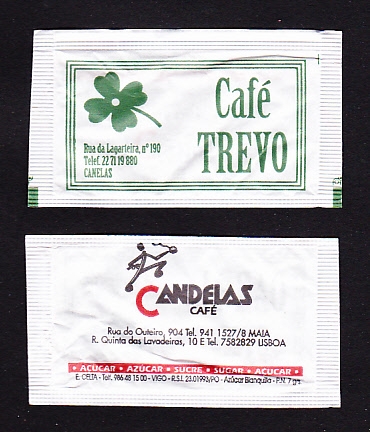 Café
TREVO
Rua da Lagarteira, nº 190
Telef. 22 71 19 880
CANELAS
CANDELAS
CAFÉ
Rua do Outeiro, 904 Tel. 941 1527/8 MAIA
R. Quinta das Lavadeiras, 10 E Tel. 7582829 LISBOA
• AÇUCAR • AZÚCAR • SUCRE • SUGAR • AÇUCAR •
E. CELTA - Telf. 986 48 15 00 - VIGO - R.S.I. 23.01993/PO - Azúcar Blanquilla - P.N. 7 grs